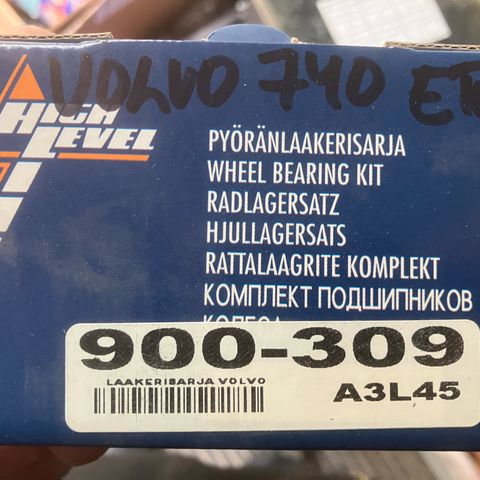 VOLVO 740 ET
HIGH
LEVEL
PYÖRÄNLAAKERISARJA
WHEEL BEARING KIT
RADLAGERSATZ
HJULLAGERSATS
RATTALAAGRITE KOMPLEKT
КОМПЛЕКТ ПОДШИПНИКОВ
КОЛЕСА
900-309
LAAKERISARJA VOLVO
A3L45